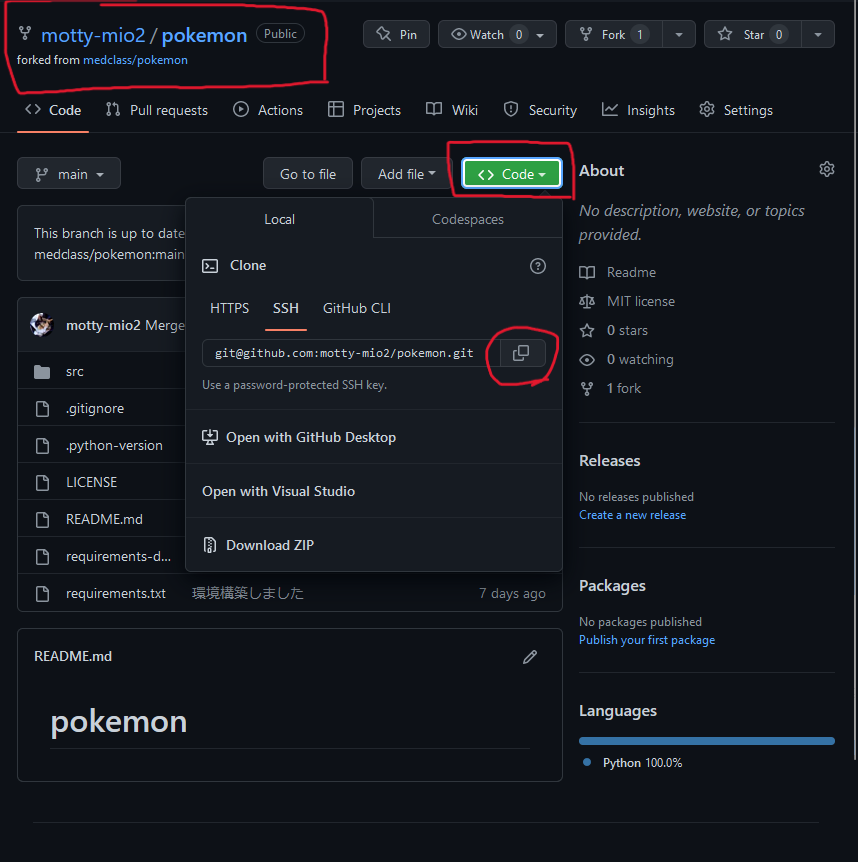 motty-mio2 / pokemon Public
Pin
Watch 0
Fork 1
Star 0
forked from medclass/pokemon
Code
Pull requests
Actions
Projects
Wiki
Security
Insights
Settings
main
Go to file
Add file
Code
This branch is up to date
medclass/pokemon:main
motty-mio2 Merge
src
.gitignore
.python-version
LICENSE
README.md
requirements-d...
requirements.txt 環境構築しました 7 days ago
Local
Codespaces
Clone
HTTPS
SSH
GitHub CLI
git@github.com:motty-mio2/pokemon.git
Use a password-protected SSH key.
Open with GitHub Desktop
Open with Visual Studio
Download ZIP
README.md
pokemon
About
No description, website, or topics
provided.
Readme
MIT license
0 stars
0 watching
1 fork
Releases
No releases published
Create a new release
Packages
No packages published
Publish your first package
Languages
Python 100.0%